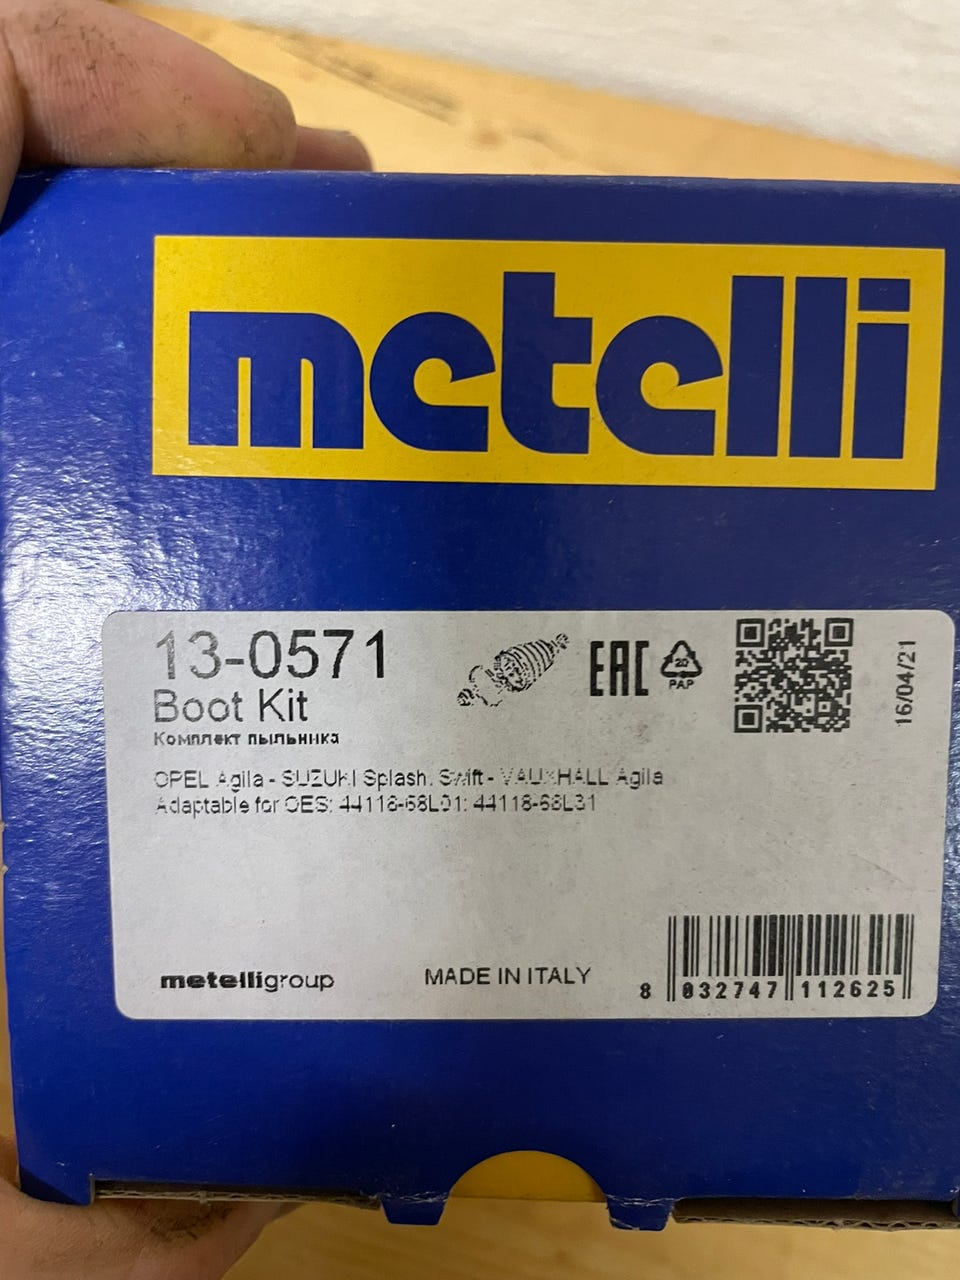 metelli
13-0571
Boot Kit
Комплект пыльника
EAC
20
PAP
16/04/21
OPEL Agila - SUZUKI Splash, Swift - VAUXHALL Agila
Adaptable for OES: 44118-68L01; 44118-68L31
metelligroup
MADE IN ITALY
8 032747 112625